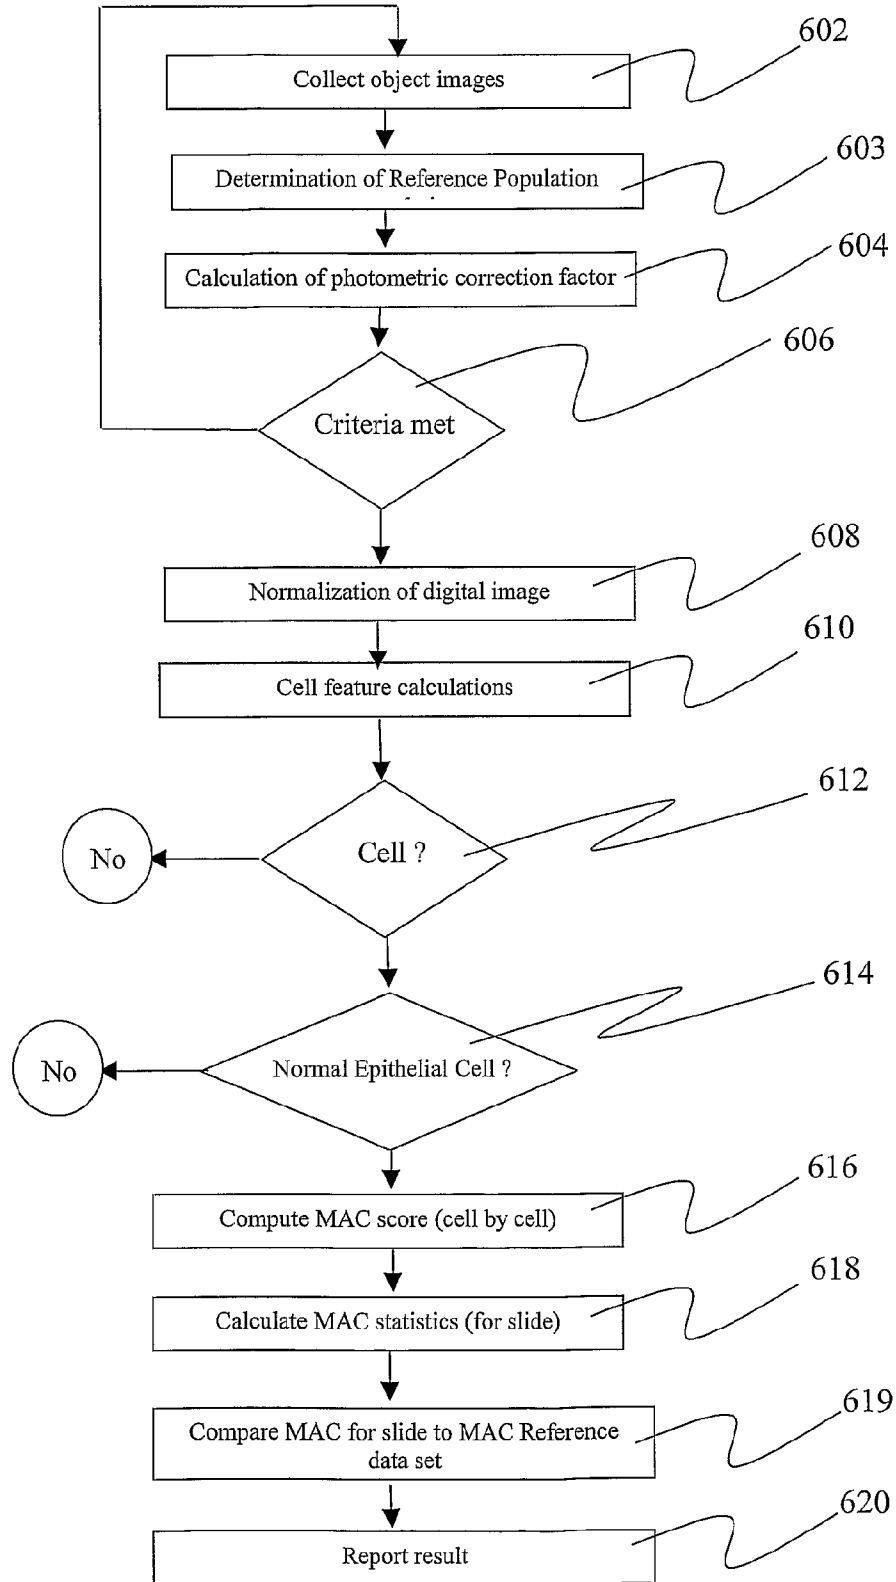 602
Collect object images
603
Determination of Reference Population
604
Calculation of photometric correction factor
606
Criteria met
608
Normalization of digital image
610
Cell feature calculations
612
Cell ?
No
614
Normal Epithelial Cell ?
No
616
Compute MAC score (cell by cell)
618
Calculate MAC statistics (for slide)
619
Compare MAC for slide to MAC Reference
data set
620
Report result